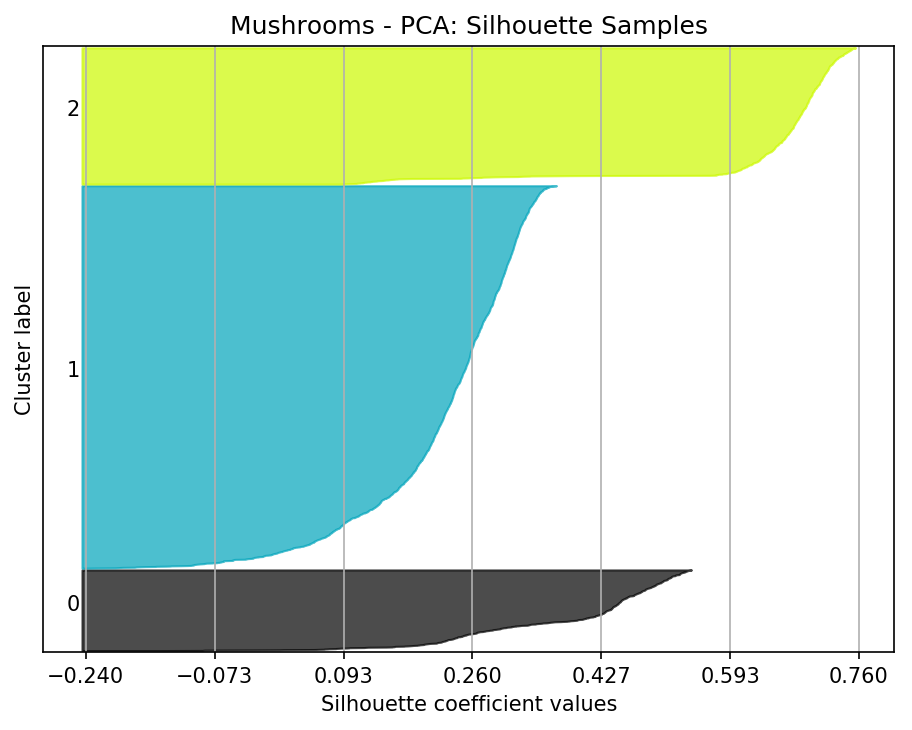 Mushrooms - PCA: Silhouette Samples
Cluster label
2
1
0
−0.240 −0.073 0.093 0.260 0.427 0.593 0.760
Silhouette coefficient values